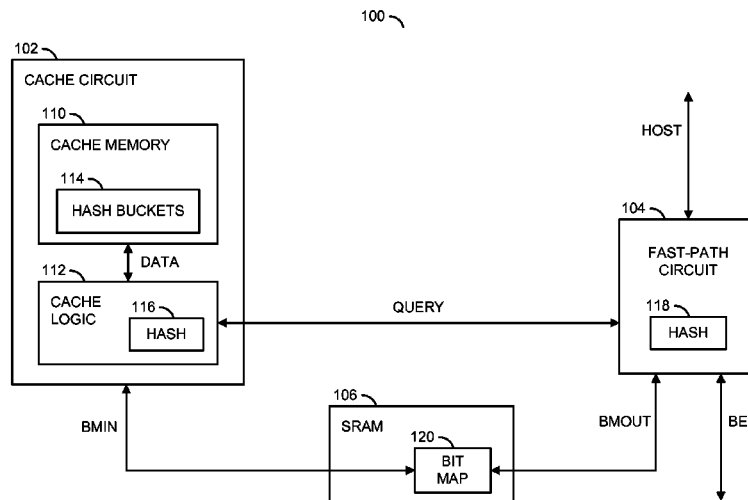 100
102
CACHE CIRCUIT
110
CACHE MEMORY
114
HASH BUCKETS
HOST
104
FAST-PATH
CIRCUIT
118
HASH
DATA
112
CACHE
LOGIC
116
HASH
QUERY
BMIN
106
SRAM
120
BIT
MAP
BMOUT
BE